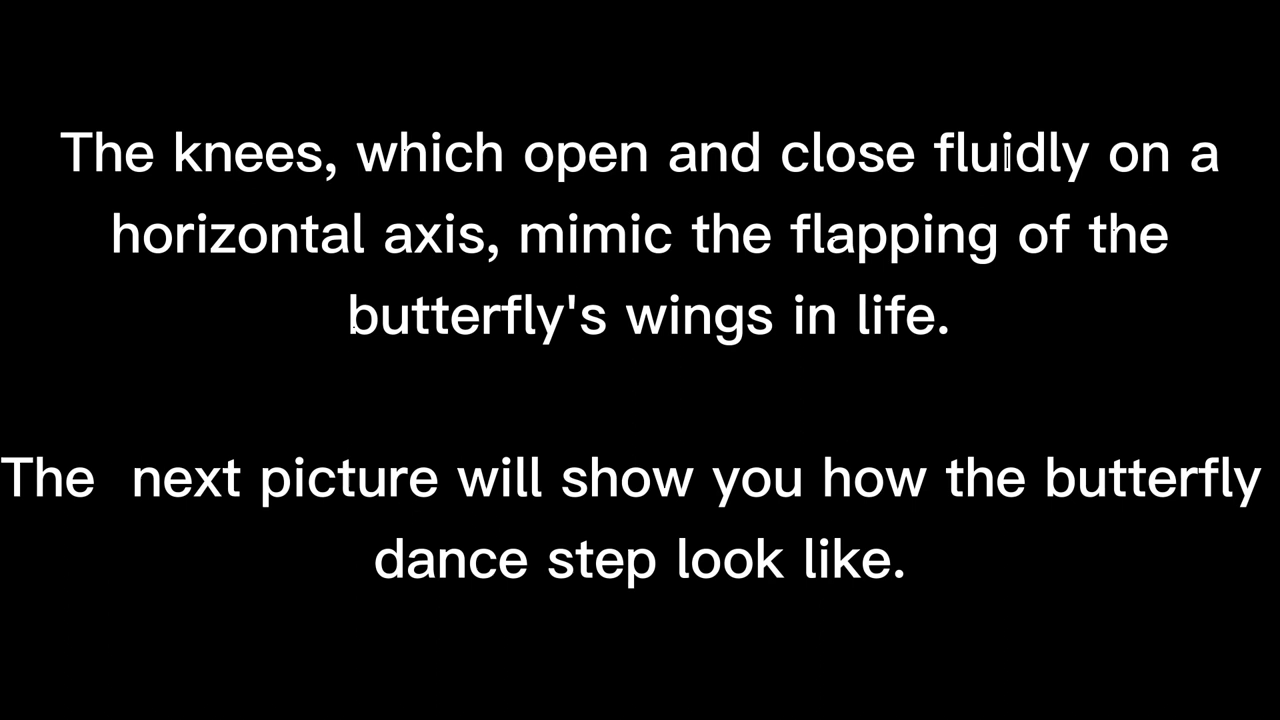 The knees, which open and close fluidly on a
horizontal axis, mimic the flapping of the
butterfly's wings in life.
The  next picture will show you how the butterfly
dance step look like.